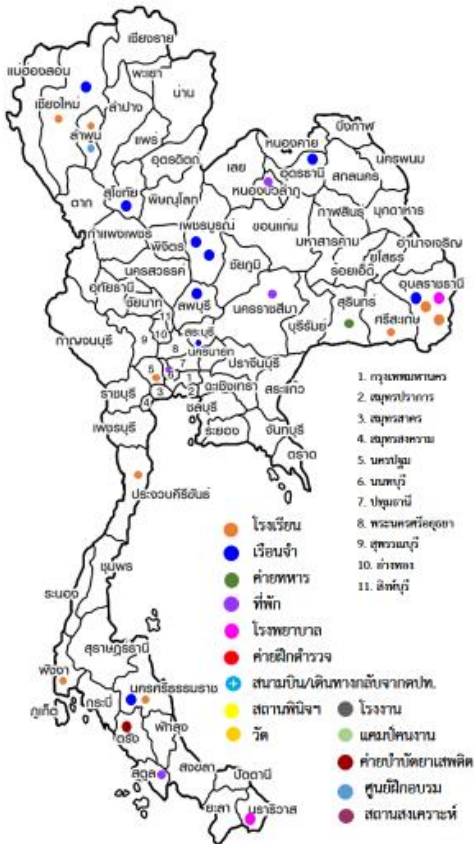 เชียงราย
แม่ฮ่องสอน
พะเยา
น่าน
เชียงใหม่
ลำปาง
ลำพูน
แพร่
อุตรดิตถ์
ตาก
สุโขทัย
พิษณุโลก
กำแพงเพชร
พิจิตร
เพชรบูรณ์
นครสวรรค์
อุทัยธานี
ชัยนาท
ลพบุรี
สระบุรี
กาญจนบุรี
นครนายก
ราชบุรี
เพชรบุรี
ประจวบคีรีขันธ์
บึงกาฬ
หนองคาย
เลย
อุดรธานี
หนองบัวลำภู
สกลนคร
นครพนม
ขอนแก่น
กาฬสินธุ์
มุกดาหาร
มหาสารคาม
ชัยภูมิ
ร้อยเอ็ด
ยโสธร
อำนาจเจริญ
อุบลราชธานี
นครราชสีมา
บุรีรัมย์
สุรินทร์
ศรีสะเกษ
ปราจีนบุรี
ฉะเชิงเทรา
สระแก้ว
ชลบุรี
ระยอง
จันทบุรี
ตราด
11
9
10
8
7
5
6
1
3
2
4
1. กรุงเทพมหานคร
2. สมุทรปราการ
3. สมุทรสาคร
4. สมุทรสงคราม
5. นครปฐม
6. นนทบุรี
7. ปทุมธานี
8. พระนครศรีอยุธยา
9. สุพรรณบุรี
10. อ่างทอง
11. สิงห์บุรี
ชุมพร
ระนอง
สุราษฎร์ธานี
พังงา
ภูเก็ต
กระบี่
นครศรีธรรมราช
ตรัง
พัทลุง
สตูล
สงขลา
ปัตตานี
ยะลา
นราธิวาส
โรงเรียน
เรือนจำ
ค่ายทหาร
ที่พัก
โรงพยาบาล
ค่ายฝึกตำรวจ
สนามบิน/เดินทางกลับจากตปท.
สถานพินิจฯ
วัด
โรงงาน
แคมป์คนงาน
ค่ายบำบัดยาเสพติด
ศูนย์ฝึกอบรม
สถานสงเคราะห์